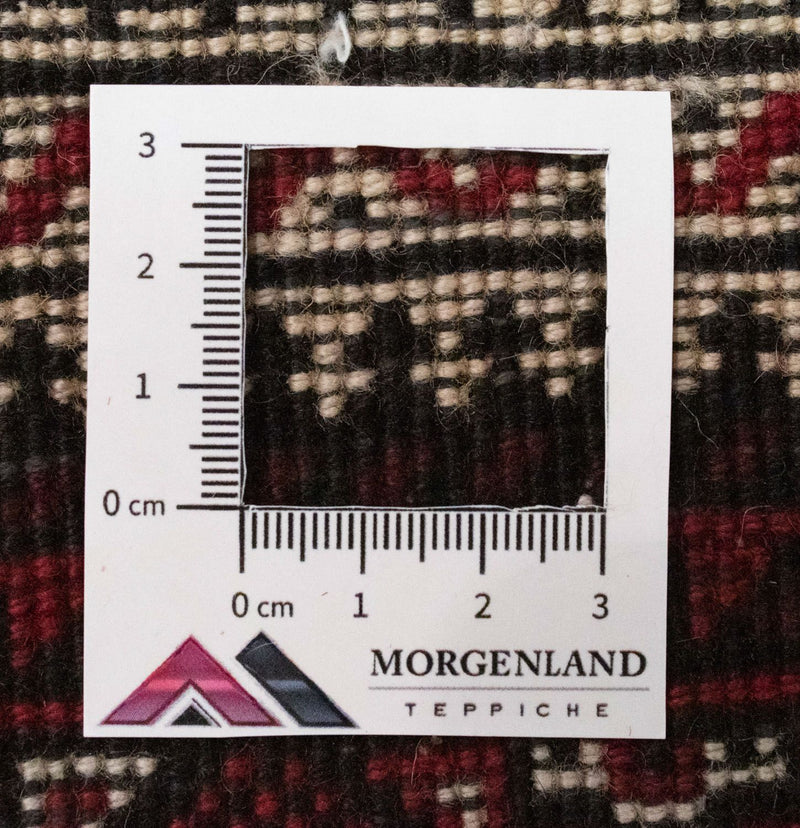 3
2
1
0 cm
0 cm 1 2 3
MORGENLAND
TEPPICHE